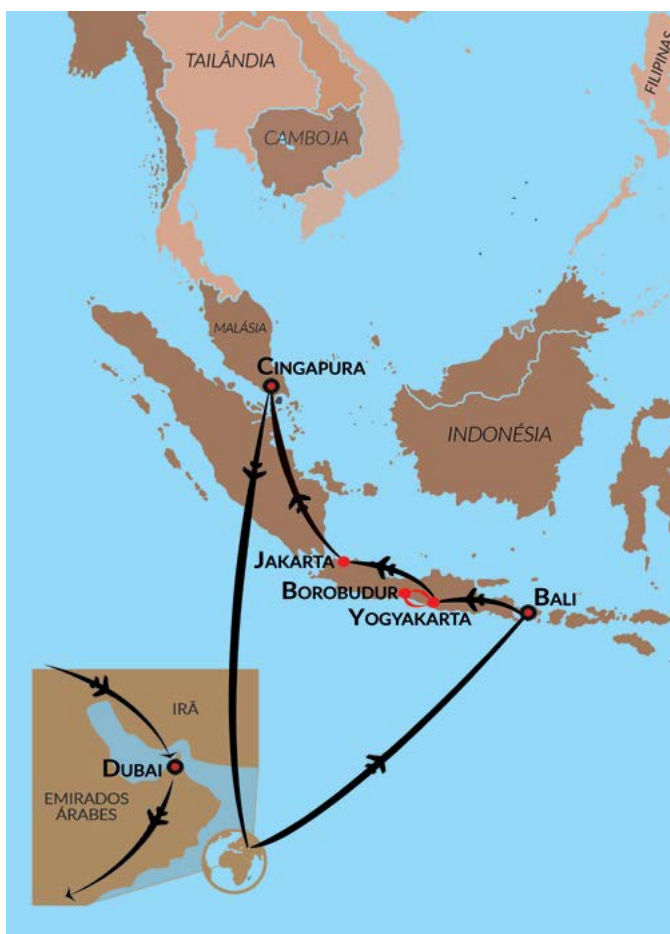 TAILÂNDIA
FILIPINAS
CAMBOJA
MALÁSIA
CINGAPURA
INDONÉSIA
JAKARTA
BOROBUDUR
BALI
YOGYAKARTA
IRÃ
DUBAI
EMIRADOS
ÁRABES